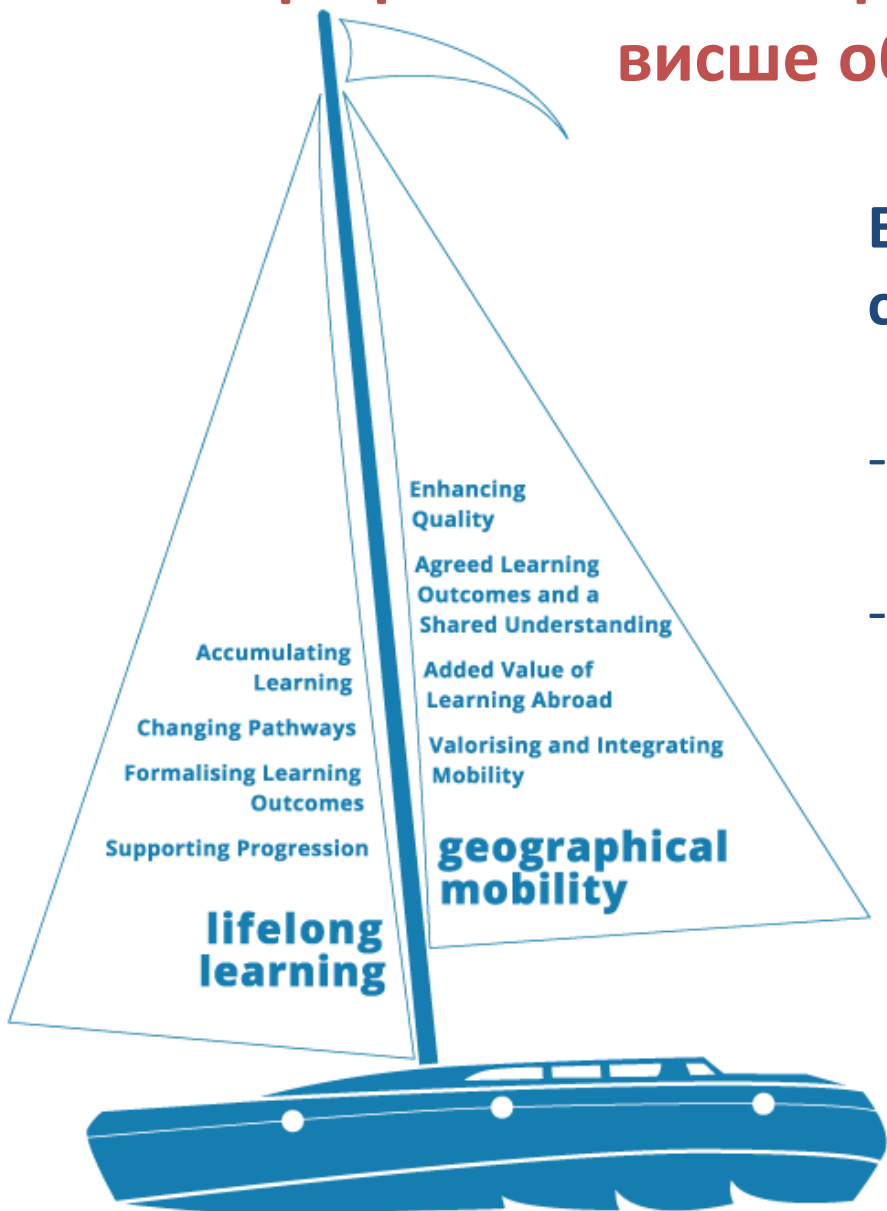 висше
-
-
Enhancing
Quality
Agreed Learning
Outcomes and a
Shared Understanding
Added Value of
Learning Abroad
Valorising and Integrating
Mobility
geographical
mobility
Accumulating
Learning
Changing Pathways
Formalising Learning
Outcomes
Supporting Progression
lifelong
learning